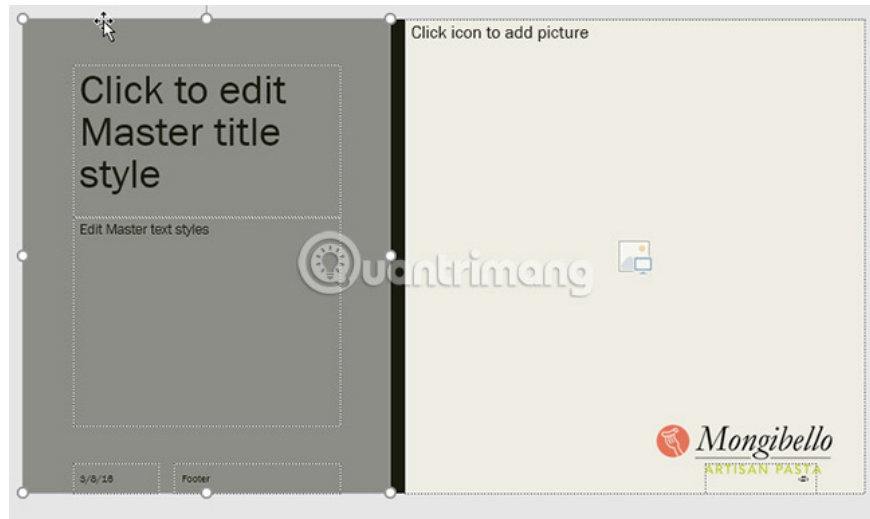 Click to edit
Master title
style
Edit Master text styles
3/8/16
Footer
Click icon to add picture
Quantrimang
Mongibello
ARTISAN PASTA